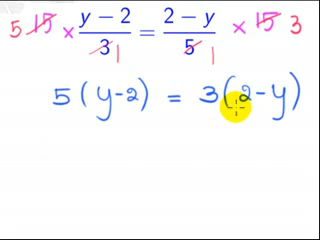 5 15 × y − 2 / 3 1 = 2 − y / 5 1 × 15 3
5 ( y - 2 ) = 3 ( 2 - y )